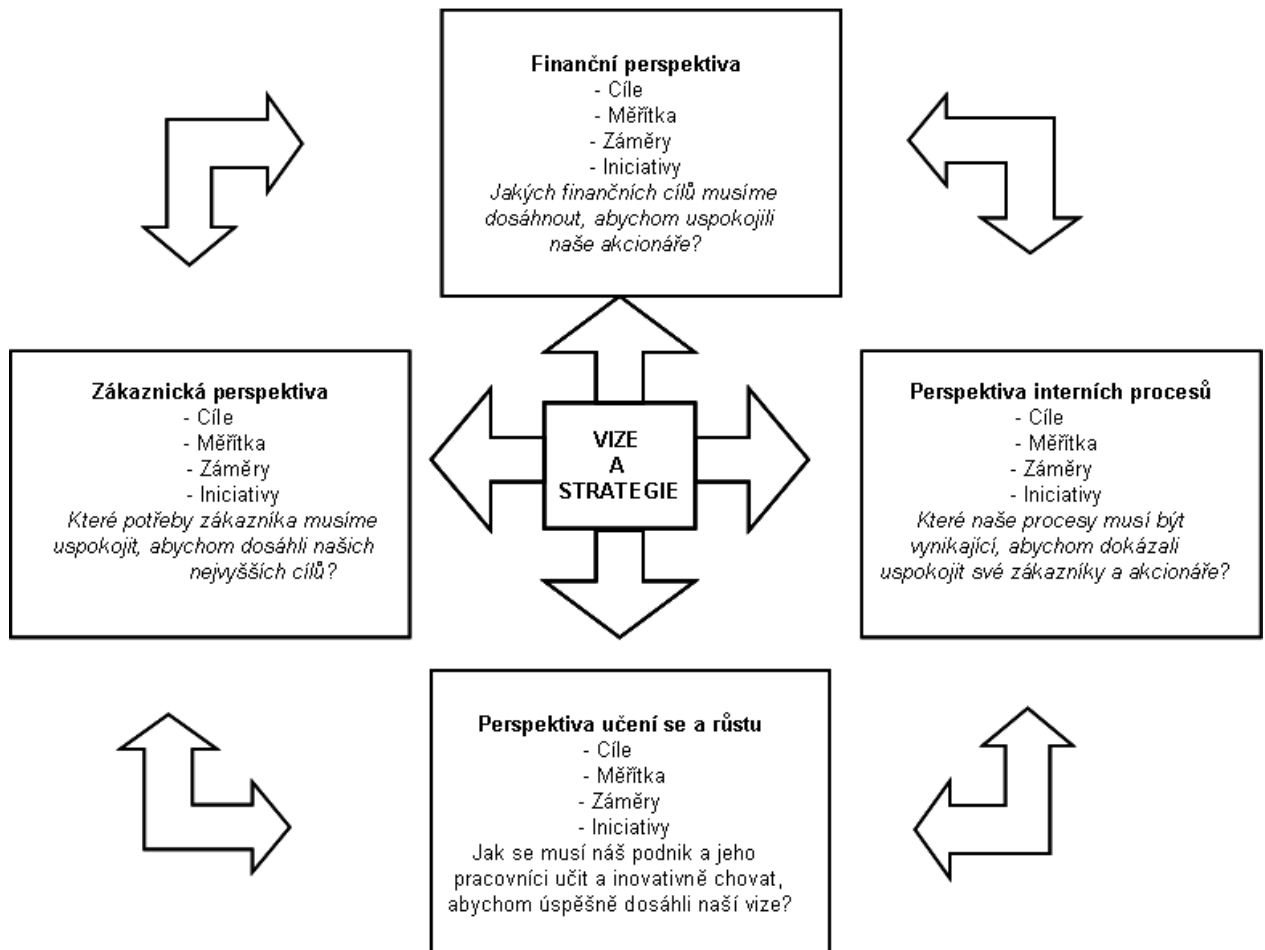 Finanční perspektiva
- Cíle
- Měřítka
- Záměry
- Iniciativy
Jakých finančních cílů musíme
dosáhnout, abychom uspokojili
naše akcionáře?
Zákaznická perspektiva
- Cíle
- Měřítka
- Záměry
- Iniciativy
Které potřeby zákazníka musíme
uspokojit, abychom dosáhli našich
nejvyšších cílů?
VIZE
A
STRATEGIE
Perspektiva interních procesů
- Cíle
- Měřítka
- Záměry
- Iniciativy
Které naše procesy musí být
vynikající, abychom dokázali
uspokojit své zákazníky a akcionáře?
Perspektiva učení se a růstu
- Cíle
- Měřítka
- Záměry
- Iniciativy
Jak se musí náš podnik a jeho
pracovníci učit a inovativně chovat,
abychom úspěšně dosáhli naší vize?